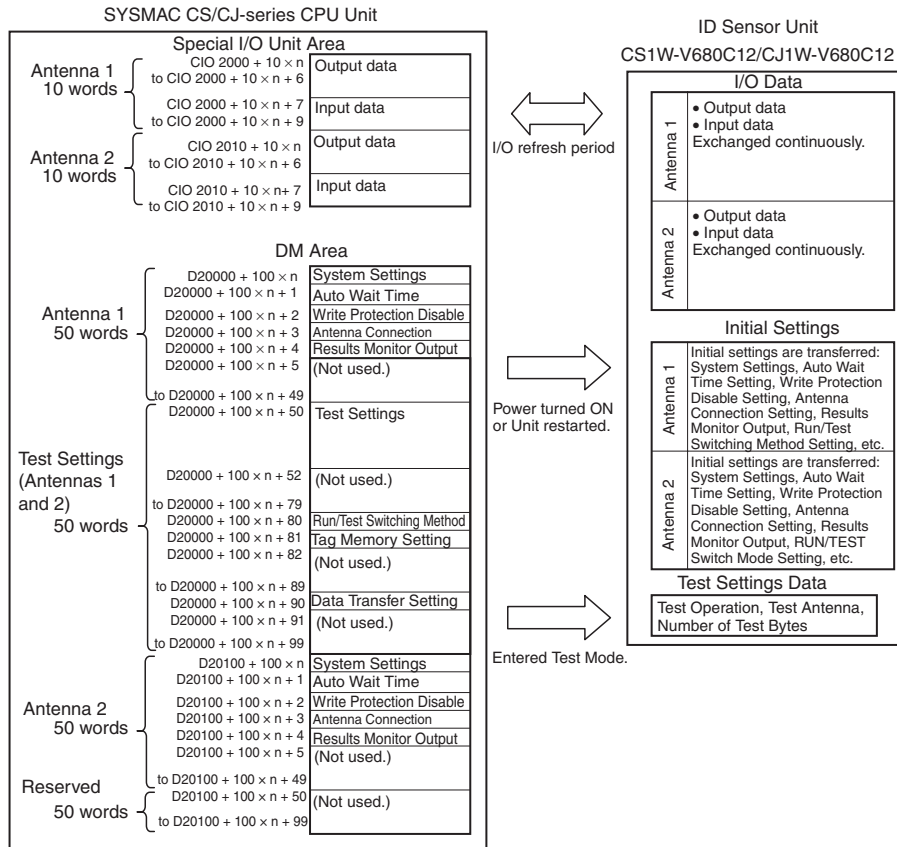 SYSMAC CS/CJ-series CPU Unit
Special I/O Unit Area
Antenna 1
10 words
CIO 2000 + 10 × n
to CIO 2000 + 10 × n + 6
Output data
CIO 2000 + 10 × n + 7
to CIO 2000 + 10 × n + 9
Input data
Antenna 2
10 words
CIO 2010 + 10 × n
to CIO 2010 + 10 × n + 6
Output data
CIO 2010 + 10 × n+ 7
to CIO 2010 + 10 × n + 9
Input data
DM Area
Antenna 1
50 words
D20000 + 100 × n
System Settings
D20000 + 100 × n + 1
Auto Wait Time
D20000 + 100 × n + 2
Write Protection Disable
D20000 + 100 × n + 3
Antenna Connection
D20000 + 100 × n + 4
Results Monitor Output
D20000 + 100 × n + 5
(Not used.)
to D20000 + 100 × n + 49
Test Settings
(Antennas 1
and 2)
50 words
D20000 + 100 × n + 50
Test Settings
D20000 + 100 × n + 52
(Not used.)
to D20000 + 100 × n + 79
D20000 + 100 × n + 80
Run/Test Switching Method
D20000 + 100 × n + 81
Tag Memory Setting
D20000 + 100 × n + 82
(Not used.)
to D20000 + 100 × n + 89
D20000 + 100 × n + 90
Data Transfer Setting
D20000 + 100 × n + 91
(Not used.)
to D20000 + 100 × n + 99
Antenna 2
50 words
D20100 + 100 × n
System Settings
D20100 + 100 × n + 1
Auto Wait Time
D20100 + 100 × n + 2
Write Protection Disable
D20100 + 100 × n + 3
Antenna Connection
D20100 + 100 × n + 4
Results Monitor Output
D20100 + 100 × n + 5
(Not used.)
to D20100 + 100 × n + 49
Reserved
50 words
D20100 + 100 × n + 50
(Not used.)
to D20100 + 100 × n + 99
I/O refresh period
Power turned ON
or Unit restarted.
Entered Test Mode.
ID Sensor Unit
CS1W-V680C12/CJ1W-V680C12
I/O Data
Antenna 1
• Output data
• Input data
Exchanged continuously.
Antenna 2
• Output data
• Input data
Exchanged continuously.
Initial Settings
Antenna 1
Initial settings are transferred:
System Settings, Auto Wait
Time Setting, Write Protection
Disable Setting, Antenna
Connection Setting, Results
Monitor Output, Run/Test
Switching Method Setting, etc.
Antenna 2
Initial settings are transferred:
System Settings, Auto Wait
Time Setting, Write Protection
Disable Setting, Antenna
Connection Setting, Results
Monitor Output, RUN/TEST
Switch Mode Setting, etc.
Test Settings Data
Test Operation, Test Antenna,
Number of Test Bytes